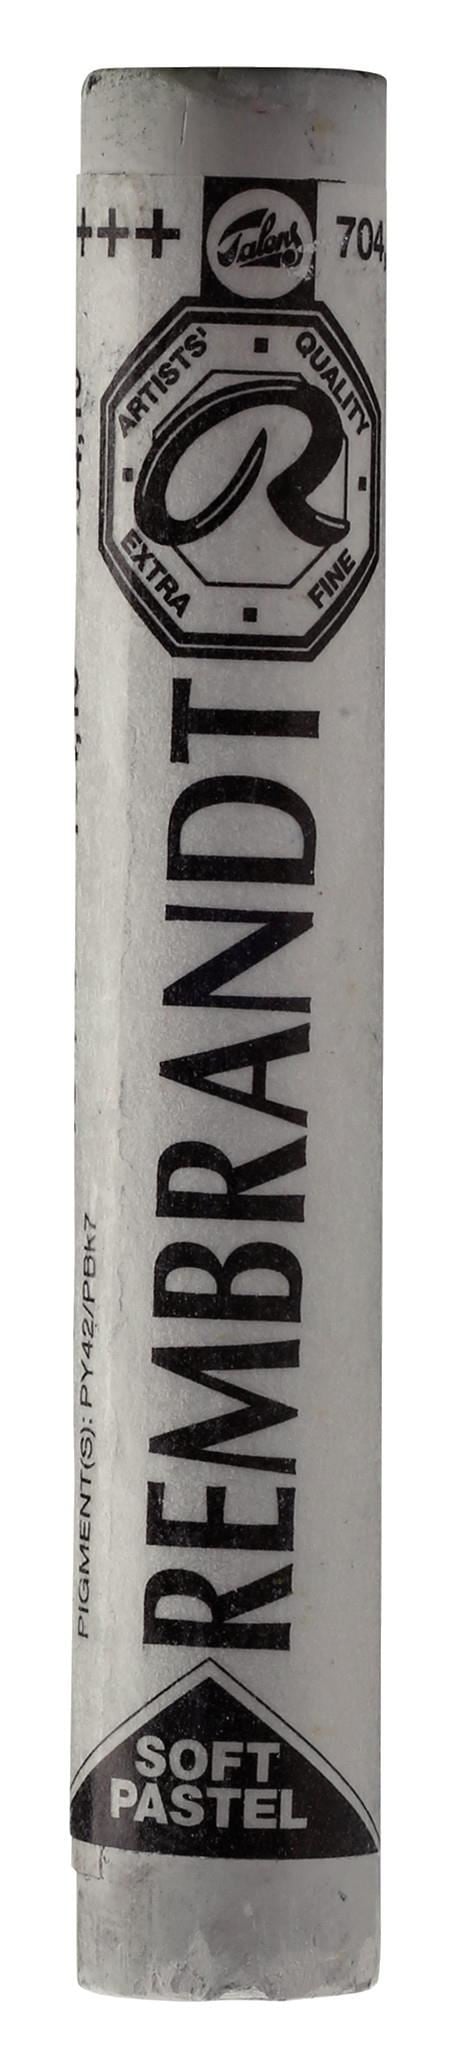 +++
Talens
704,
ARTISTS' QUALITY
EXTRA FINE
REMBRANDT
PIGMENT(S): PY42/PBk7
SOFT
PASTEL